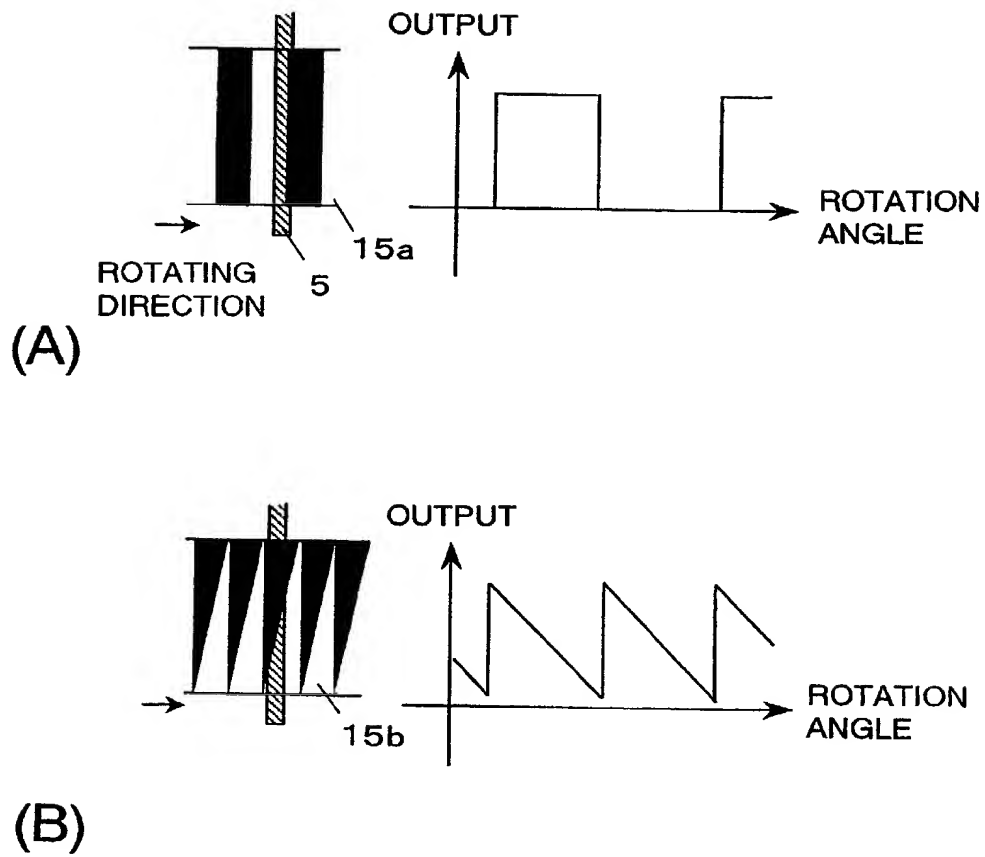 OUTPUT
ROTATION
ANGLE
15a
5
ROTATING
DIRECTION
(A)
OUTPUT
ROTATION
ANGLE
15b
(B)